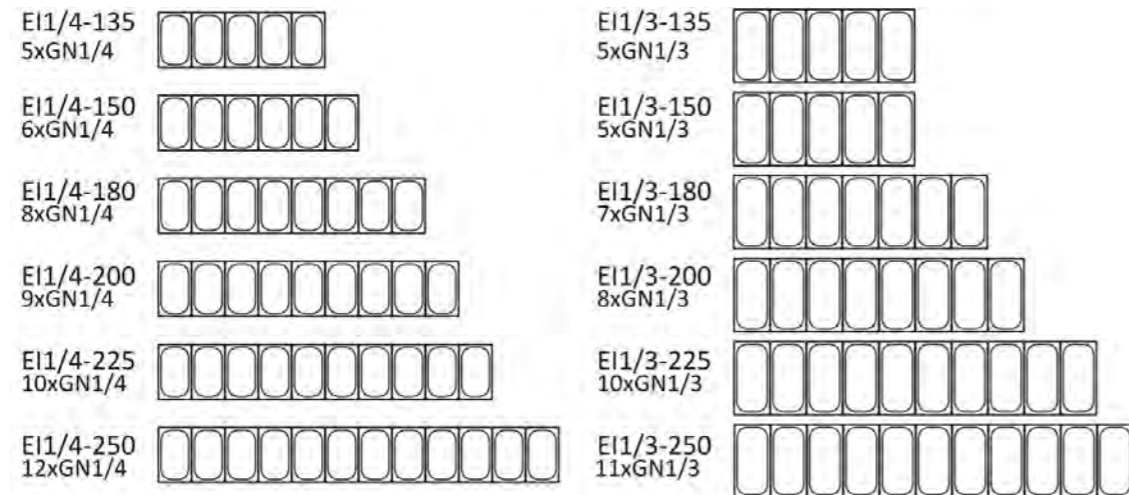 EI1/4-135
5xGN1/4
EI1/4-150
6xGN1/4
EI1/4-180
8xGN1/4
EI1/4-200
9xGN1/4
EI1/4-225
10xGN1/4
EI1/4-250
12xGN1/4
EI1/3-135
5xGN1/3
EI1/3-150
5xGN1/3
EI1/3-180
7xGN1/3
EI1/3-200
8xGN1/3
EI1/3-225
10xGN1/3
EI1/3-250
11xGN1/3